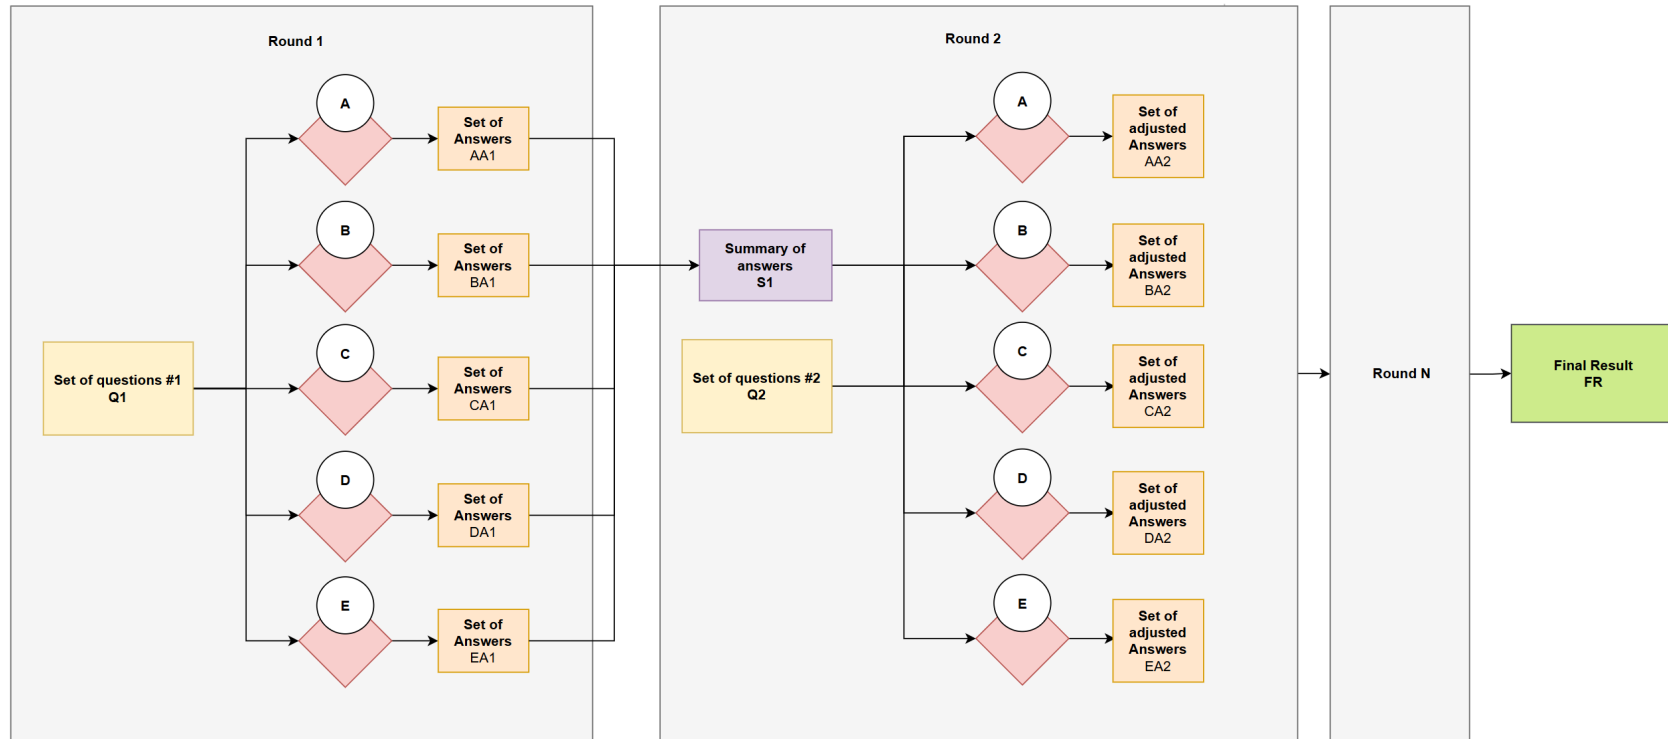 Round 1
A
Set of
Answers
AA1
B
Set of
Answers
BA1
Set of questions #1
Q1
C
Set of
Answers
CA1
D
Set of
Answers
DA1
E
Set of
Answers
EA1
Round 2
Summary of
answers
S1
Set of questions #2
Q2
A
Set of
adjusted
Answers
AA2
B
Set of
adjusted
Answers
BA2
C
Set of
adjusted
Answers
CA2
D
Set of
adjusted
Answers
DA2
E
Set of
adjusted
Answers
EA2
Round N
Final Result
FR